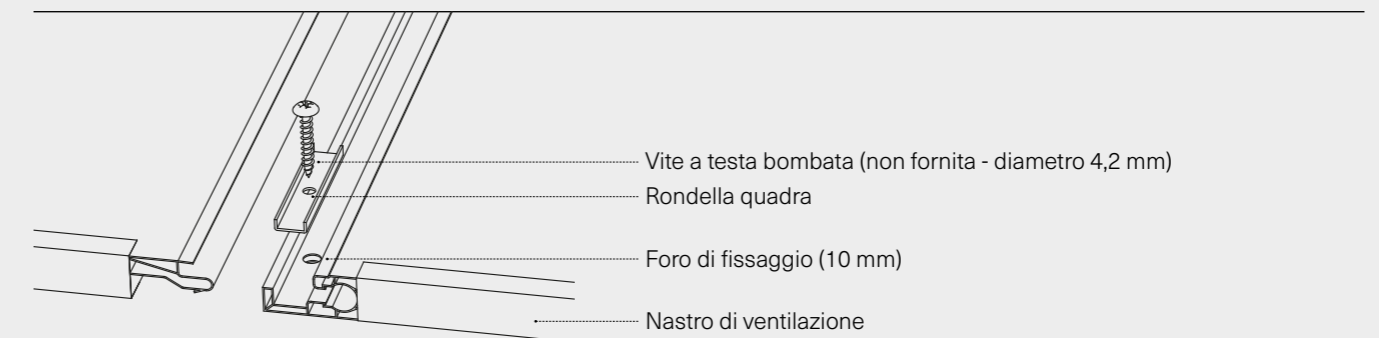 Vite a testa bombata (non fornita - diametro 4,2 mm)
Rondella quadra
Foro di fissaggio (10 mm)
Nastro di ventilazione